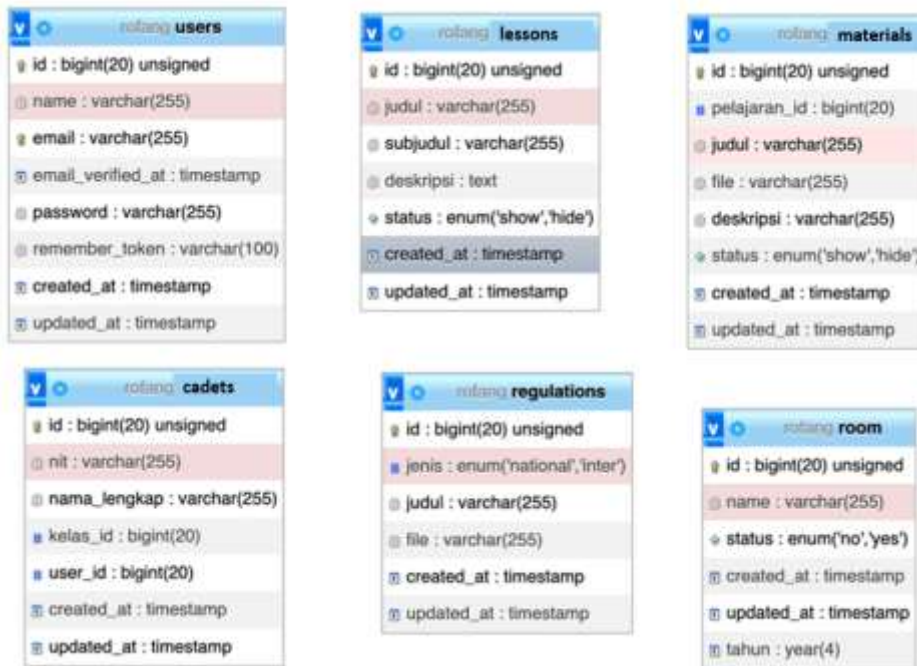 rofang users
id : bigint(20) unsigned
name : varchar(255)
email : varchar(255)
email_verified_at : timestamp
password : varchar(255)
remember_token : varchar(100)
created_at : timestamp
updated_at : timestamp
rofang lessons
id : bigint(20) unsigned
judul : varchar(255)
subjudul : varchar(255)
deskripsi : text
status : enum('show','hide')
created_at : timestamp
updated_at : timestamp
rofang materials
id : bigint(20) unsigned
pelajaran_id : bigint(20)
judul : varchar(255)
file : varchar(255)
deskripsi : varchar(255)
status : enum('show','hide')
created_at : timestamp
updated_at : timestamp
rofang cadets
id : bigint(20) unsigned
nit : varchar(255)
nama_lengkap : varchar(255)
kelas_id : bigint(20)
user_id : bigint(20)
created_at : timestamp
updated_at : timestamp
rofang regulations
id : bigint(20) unsigned
jenis : enum('national','inter')
judul : varchar(255)
file : varchar(255)
created_at : timestamp
updated_at : timestamp
rofang room
id : bigint(20) unsigned
name : varchar(255)
status : enum('no','yes')
created_at : timestamp
updated_at : timestamp
tahun : year(4)